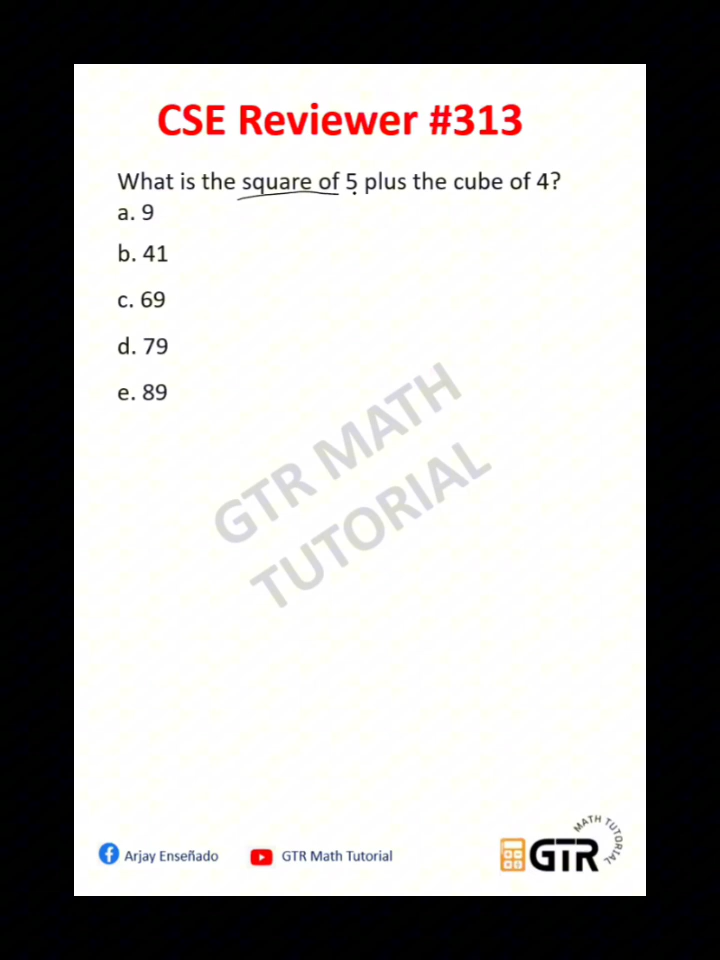 CSE Reviewer #313
What is the square of 5 plus the cube of 4?
a. 9
b. 41
c. 69
d. 79
e. 89
GTR MATH
TUTORIAL
Arjay Enseñado
GTR Math Tutorial
GTR
MATH TUTORIAL